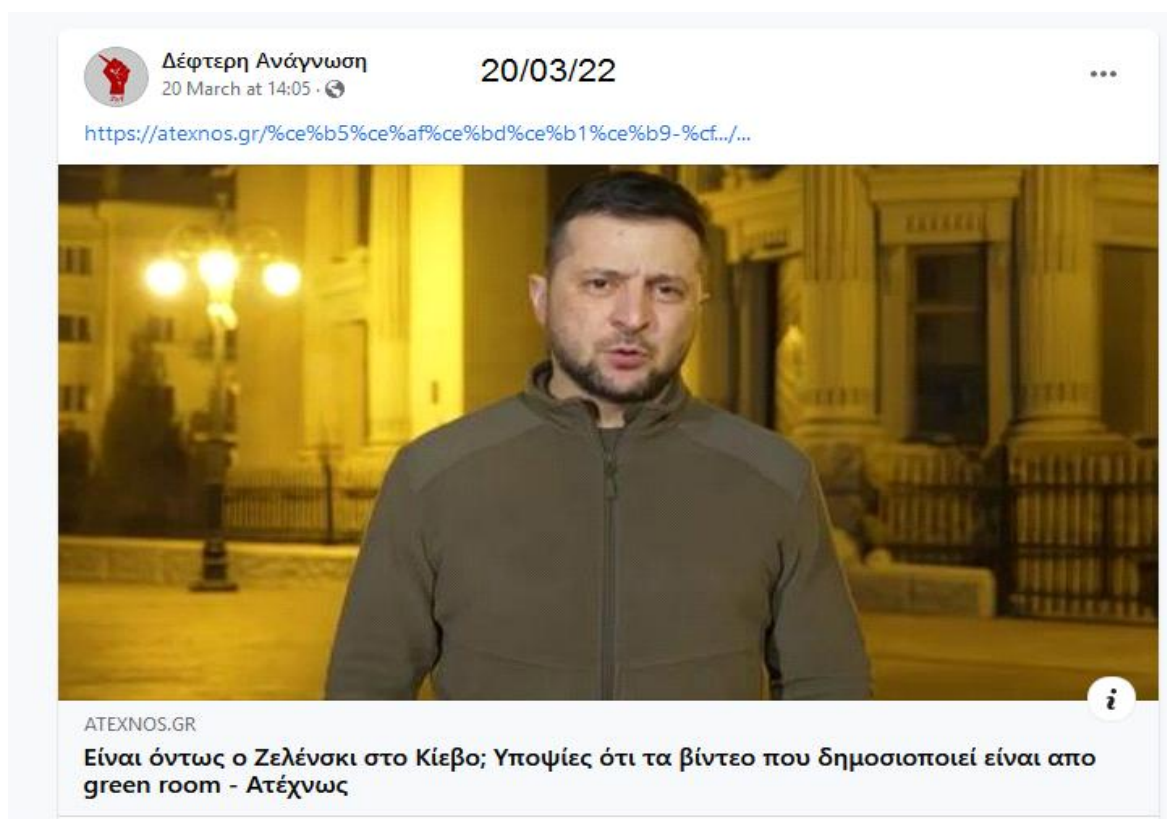 Δέφτερη Ανάγνωση
20/03/22
20 March at 14:05 ·
https://atexnos.gr/%ce%b5%ce%af%ce%bd%ce%b1%ce%b9-%cf.../...
ATEXNOS.GR
Είναι όντως ο Ζελένσκι στο Κίεβο; Υποψίες ότι τα βίντεο που δημοσιοποιεί είναι απο
green room - Ατέχνως